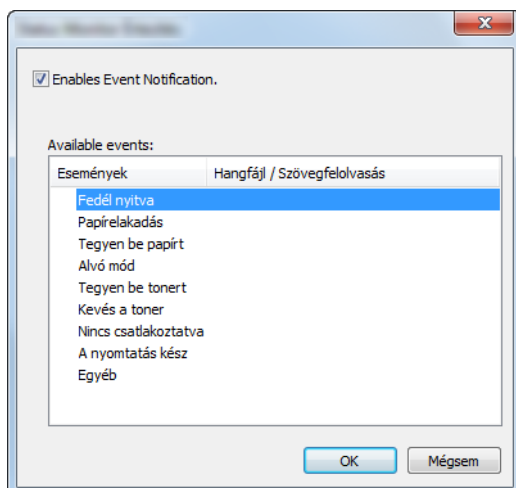 Enables Event Notification.
Available events:
Események Hangfájl / Szövegfelolvasás
Fedél nyitva
Papírelakadás
Tegyen be papírt
Alvó mód
Tegyen be tonert
Kevés a toner
Nincs csatlakoztatva
A nyomtatás kész
Egyéb
OK Mégsem